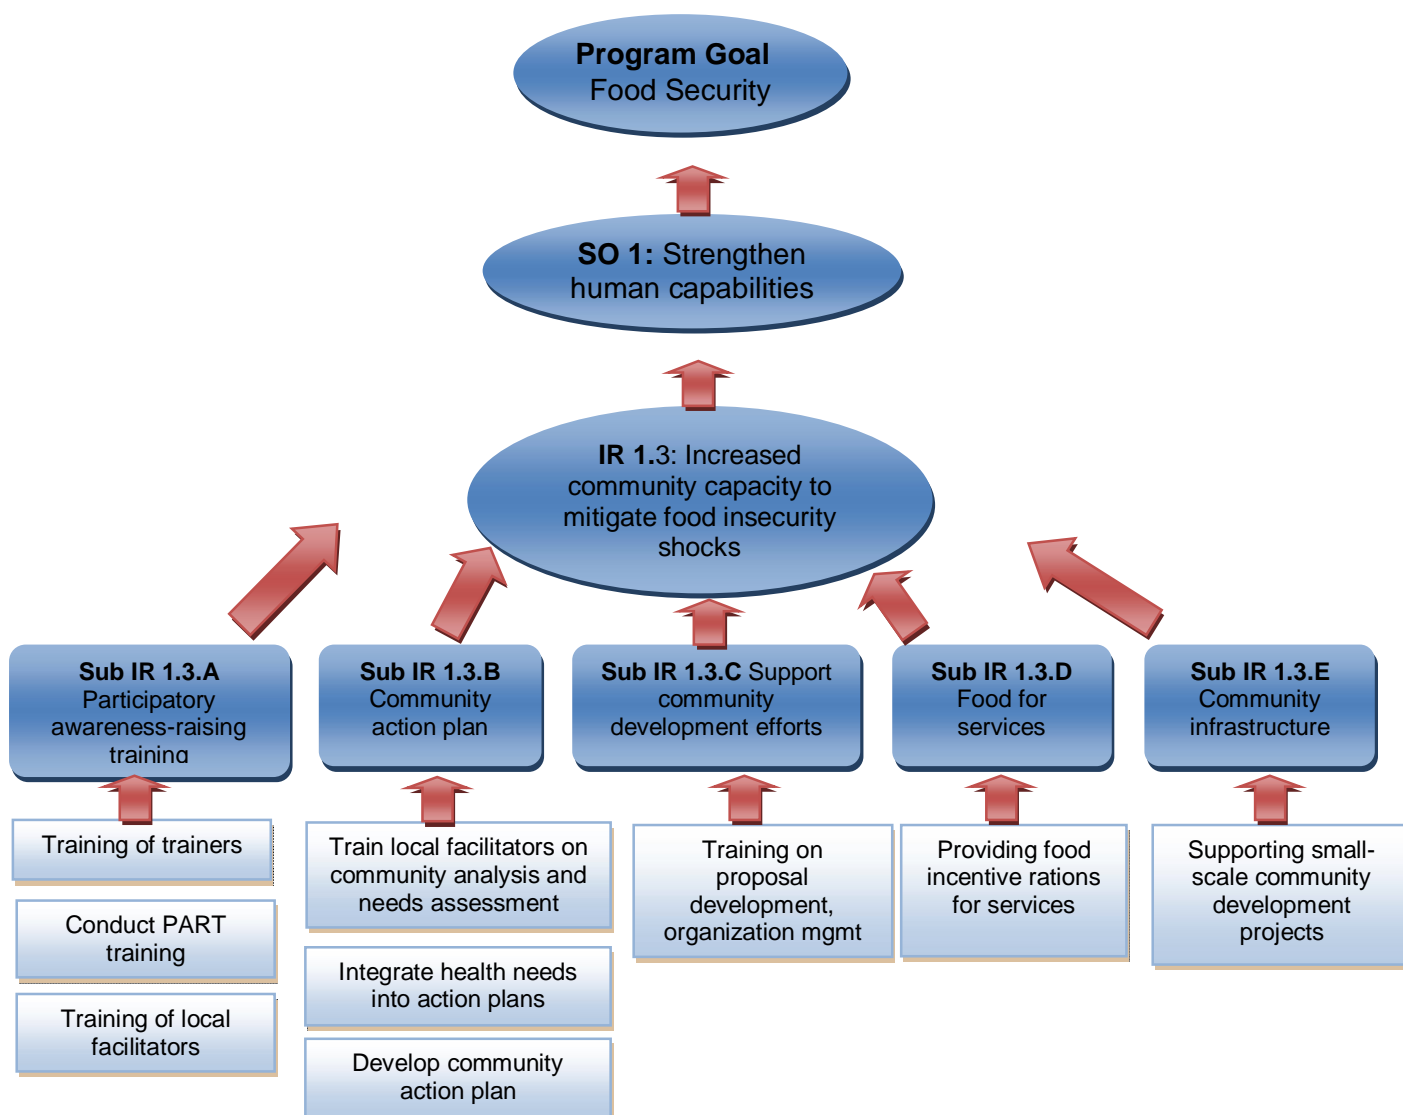 Program Goal
Food Security
SO 1: Strengthen
human capabilities
IR 1.3: Increased
community capacity to
mitigate food insecurity
shocks
Sub IR 1.3.A
Participatory
awareness-raising
training
Sub IR 1.3.B
Community
action plan
Sub IR 1.3.C Support
community
development efforts
Sub IR 1.3.D
Food for
services
Sub IR 1.3.E
Community
infrastructure
Training of trainers
Conduct PART
training
Training of local
facilitators
Train local facilitators on
community analysis and
needs assessment
Integrate health needs
into action plans
Develop community
action plan
Training on
proposal
development,
organization mgmt
Providing food
incentive rations
for services
Supporting small-
scale community
development
projects